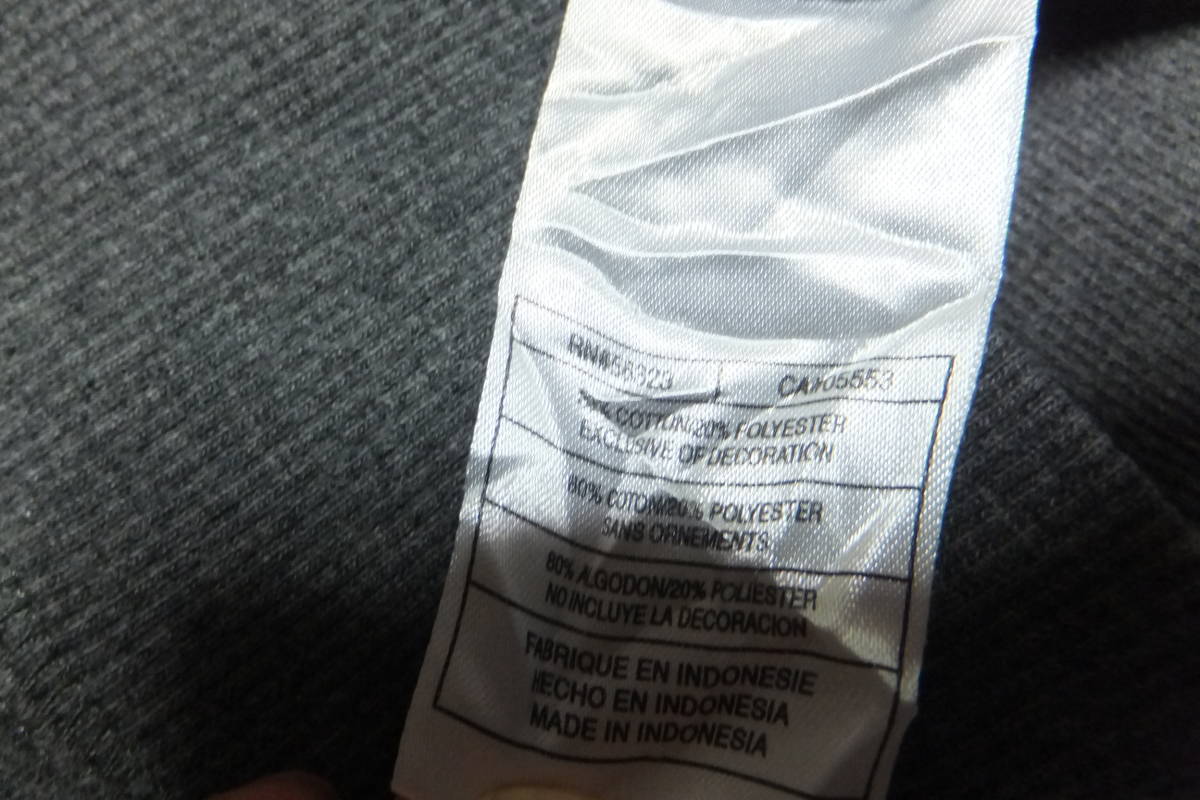 RN#56323 CA#05553
COTTON/20% POLYESTER
EXCLUSIVE OF DECORATION
80% COTON/20% POLYESTER
SANS ORNEMENTS
80% ALGODON/20% POLIESTER
NO INCLUYE LA DECORACION
FABRIQUE EN INDONESIE
HECHO EN INDONESIA
MADE IN INDONESIA